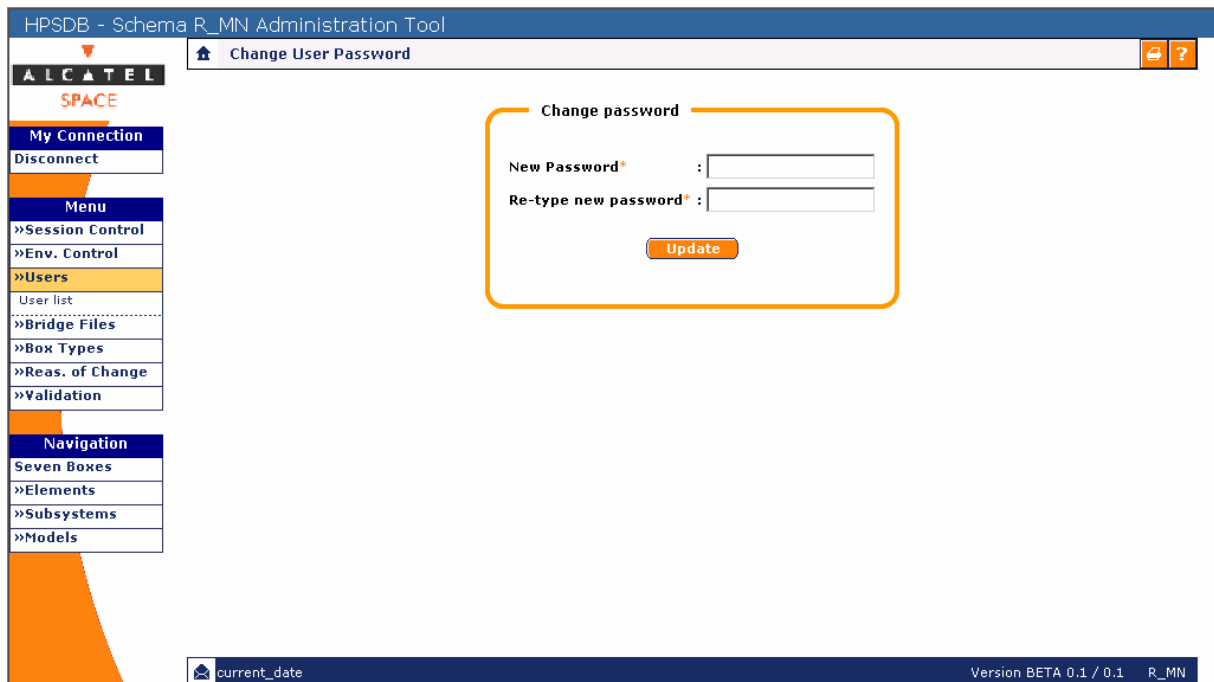 HPSDB - Schema R_MN Administration Tool
ALCATEL
SPACE
Change User Password
?
My Connection
Disconnect
Menu
»Session Control
»Env. Control
»Users
User list
»Bridge Files
»Box Types
»Reas. of Change
»Validation
Navigation
Seven Boxes
»Elements
»Subsystems
»Models
Change password
New Password* :
Re-type new password* :
Update
current_date
Version BETA 0.1 / 0.1 R_MN